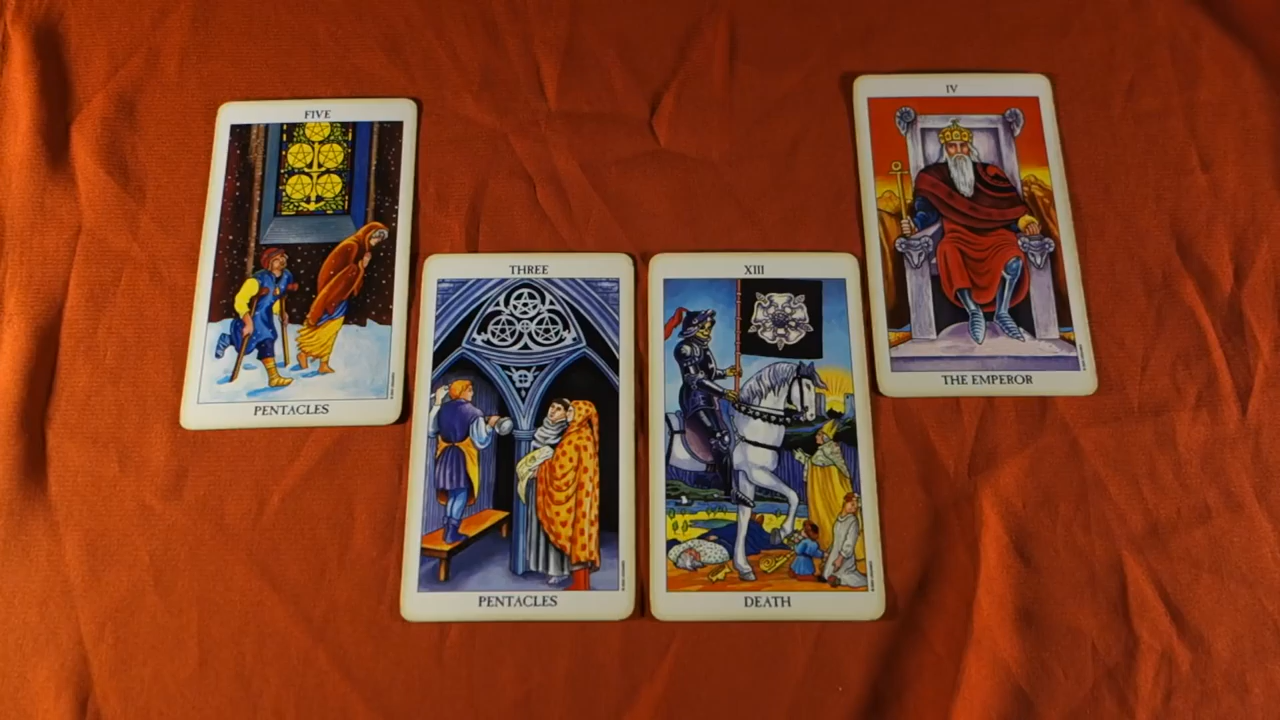 FIVE
PENTACLES
THREE
PENTACLES
XIII
DEATH
IV
THE EMPEROR